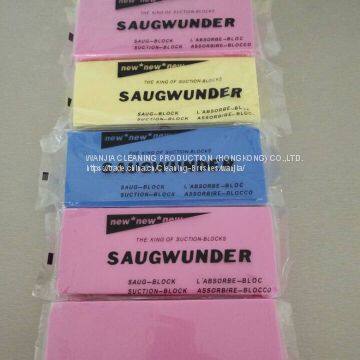 SAUGWUNDER
SAUG-BLOCK L'ABSORBE-BLOC
SUCTION-BLOCK ASSORBIRE-BLOCCO
new*new*new
THE KING OF SUCTION-BLOCKS
SAUGWUNDER
SAUG-BLOCK L'ABSORBE-BLOC
SUCTION-BLOCK ASSORBIRE-BLOCCO
new*new*new
THE KING OF SUCTION-BLOCKS
WANJIA CLEANING PRODUCTION (HONGKONG) CO.,LTD.
SAUG-BLOCK L'ABSORBE-BLOC
SUCTION-BLOCK ASSORBIRE-BLOCCO
new*new*new
THE KING OF SUCTION-BLOCKS
SAUGWUNDER
SAUG-BLOCK L'ABSORBE-BLOC
SUCTION-BLOCK ASSORBIRE-BLOCCO